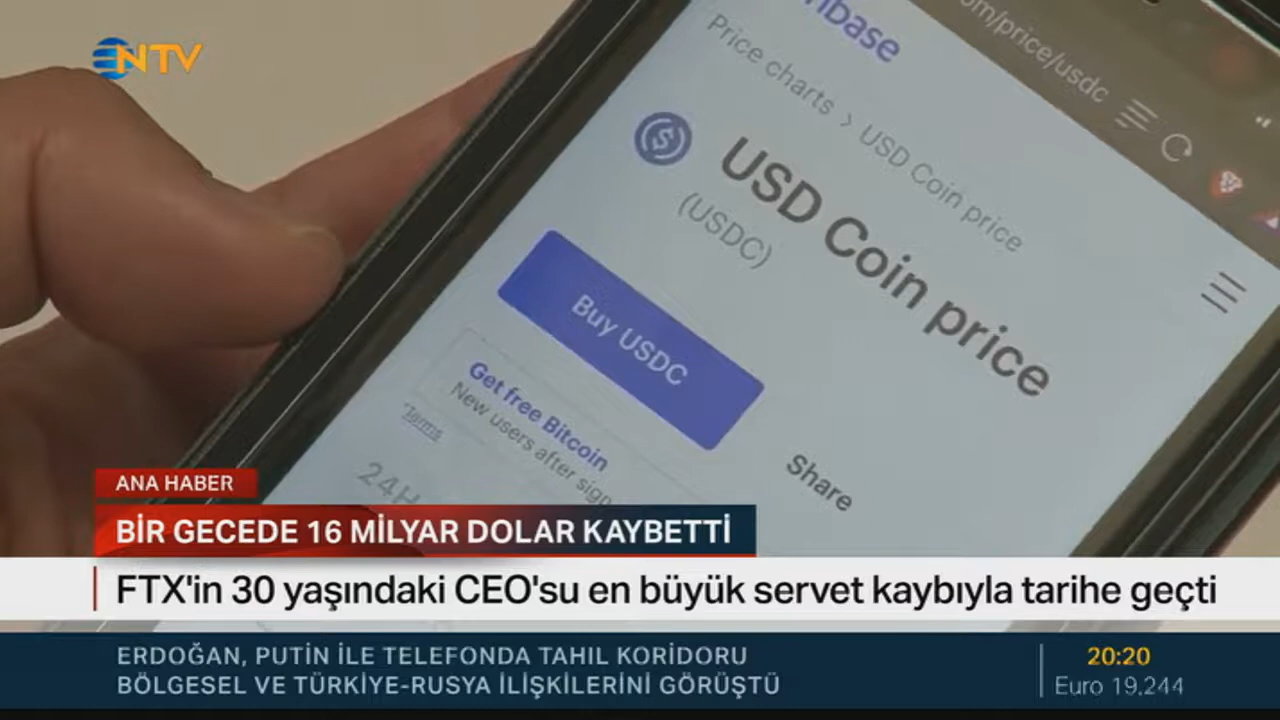 NTV
om/price/usdc
nbase
Price charts > USD Coin price
USD Coin price
(USDC)
Buy USDC
Get free Bitcoin
New users after sign
Terms
Share
24H
ANA HABER
BİR GECEDE 16 MİLYAR DOLAR KAYBETTİ
FTX'in 30 yaşındaki CEO'su en büyük servet kaybıyla tarihe geçti
ERDOĞAN, PUTİN İLE TELEFONDA TAHIL KORİDORU
BÖLGESEL VE TÜRKİYE-RUSYA İLİŞKİLERİNİ GÖRÜŞTÜ
20:20
Euro 19,244